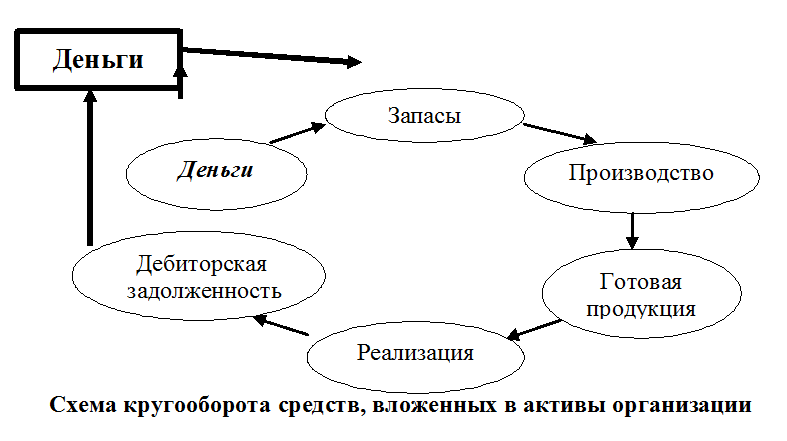 Деньги
Запасы
Деньги
Производство
Дебиторская
задолженность
Готовая
продукция
Реализация
Схема кругооборота средств, вложенных в активы организации